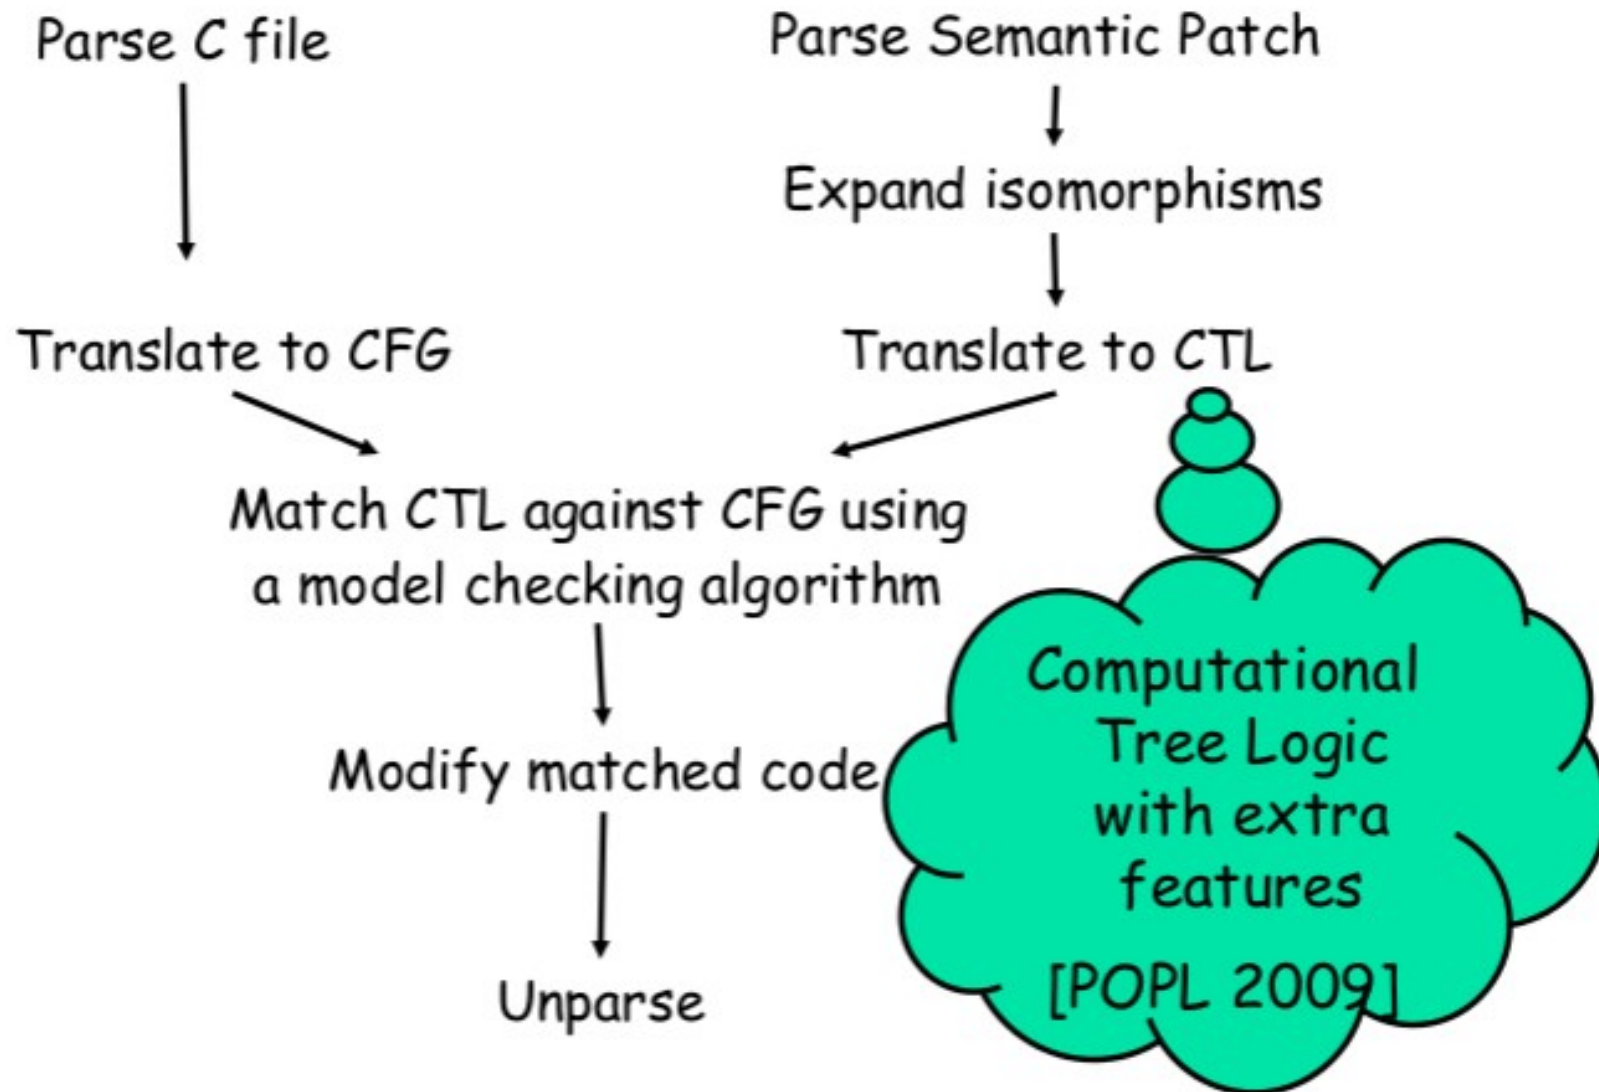 Parse C file
Parse Semantic Patch
Expand isomorphisms
Translate to CFG
Translate to CTL
Match CTL against CFG using
a model checking algorithm
Modify matched code
Unparse
Computational
Tree Logic
with extra
features
[POPL 2009]